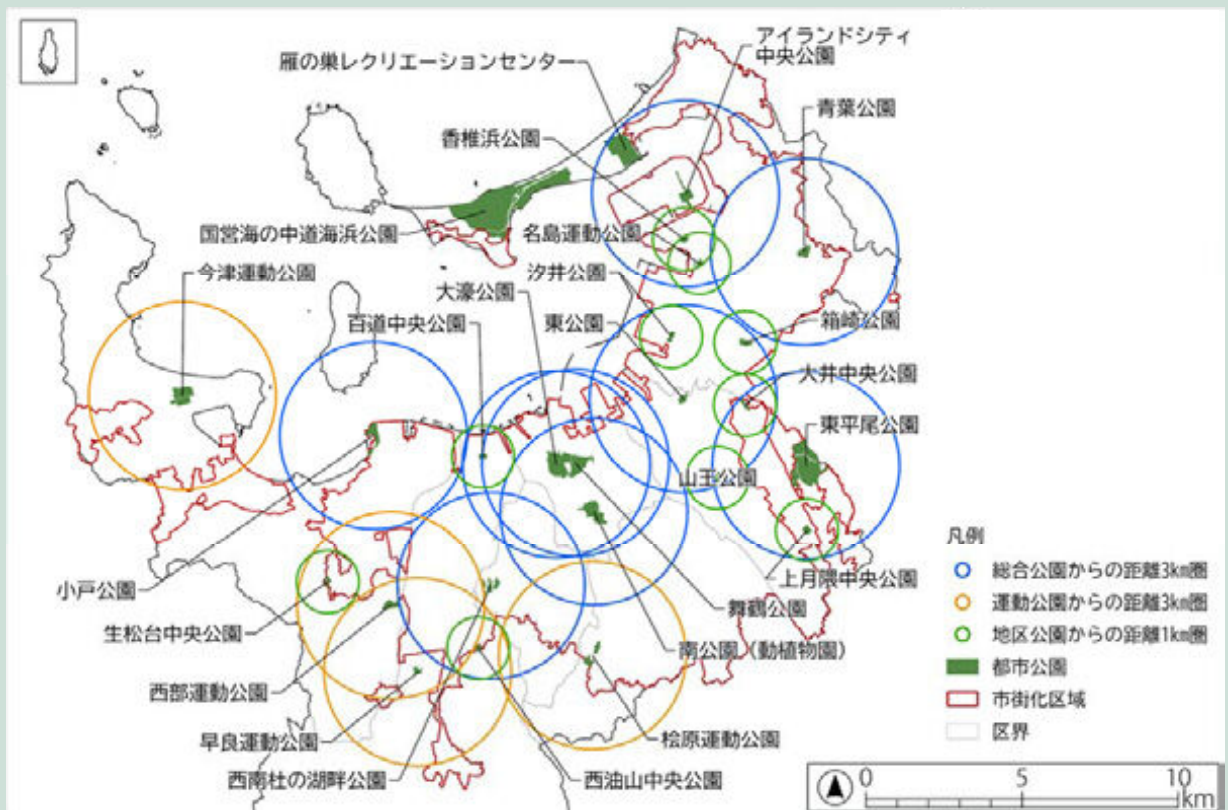 アイランドシティ
中央公園
雁の巣レクリエーションセンター
青葉公園
香椎浜公園
国営海の中道海浜公園
名島運動公園
今津運動公園
汐井公園
大濠公園
百道中央公園
東公園
箱崎公園
大井中央公園
東平尾公園
山王公園
小戸公園
上月隈中央公園
生松台中央公園
舞鶴公園
南公園（動植物園）
西部運動公園
早良運動公園
桧原運動公園
西南杜の湖畔公園
西油山中央公園
凡例
総合公園からの距離3km圏
運動公園からの距離3km圏
地区公園からの距離1km圏
都市公園
市街化区域
区界
0 5 10
km